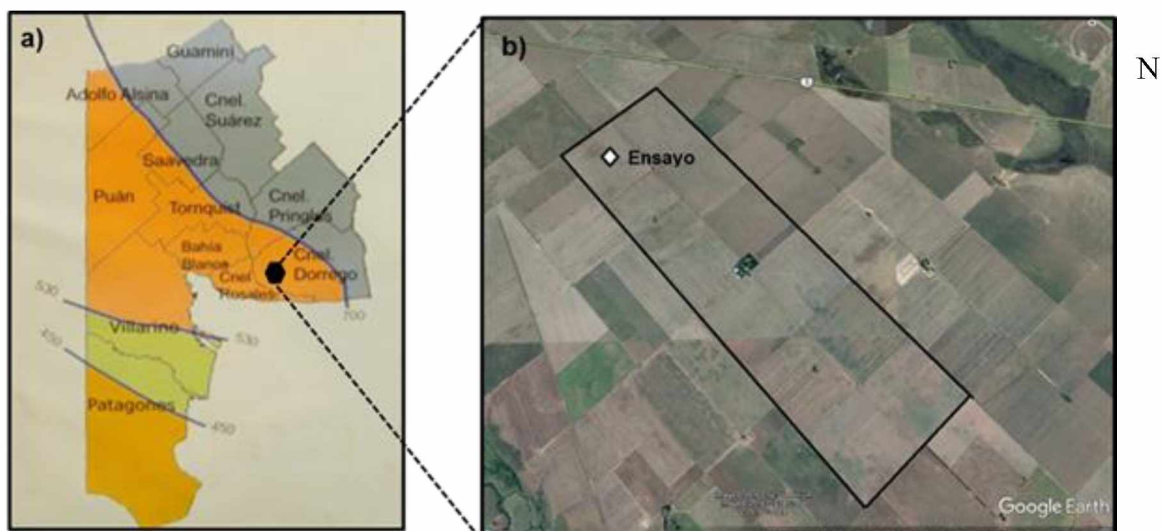 a)
Guaminí
Adolfo Alsina
Cnel.
Suárez
Saavedra
Puán
Cnel.
Pringles
Tornquist
Bahía
Blanca
Cnel.
Dorrego
Cnel
Rosales
530
700
Villarino
530
450
Patagones
450
b)
Ensayo
Google Earth
N